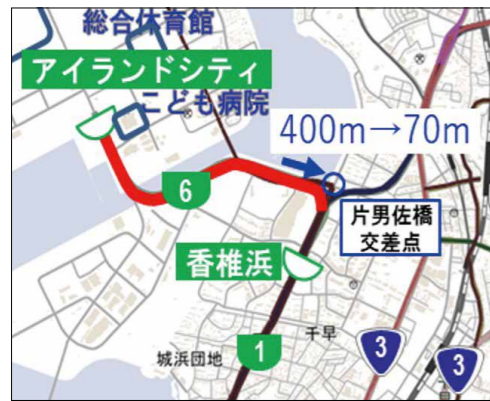 総合体育館
アイランドシティ
こども病院
400m→70m
6
片男佐橋
交差点
香椎浜
千早
城浜団地
1
3
3